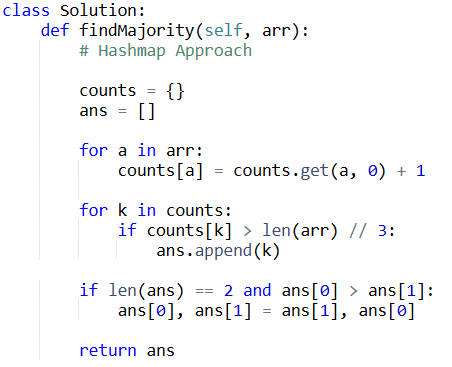 class Solution:
    def findMajority(self, arr):
        # Hashmap Approach

        counts = {}
        ans = []

        for a in arr:
            counts[a] = counts.get(a, 0) + 1

        for k in counts:
            if counts[k] > len(arr) // 3:
                ans.append(k)

        if len(ans) == 2 and ans[0] > ans[1]:
            ans[0], ans[1] = ans[1], ans[0]

        return ans